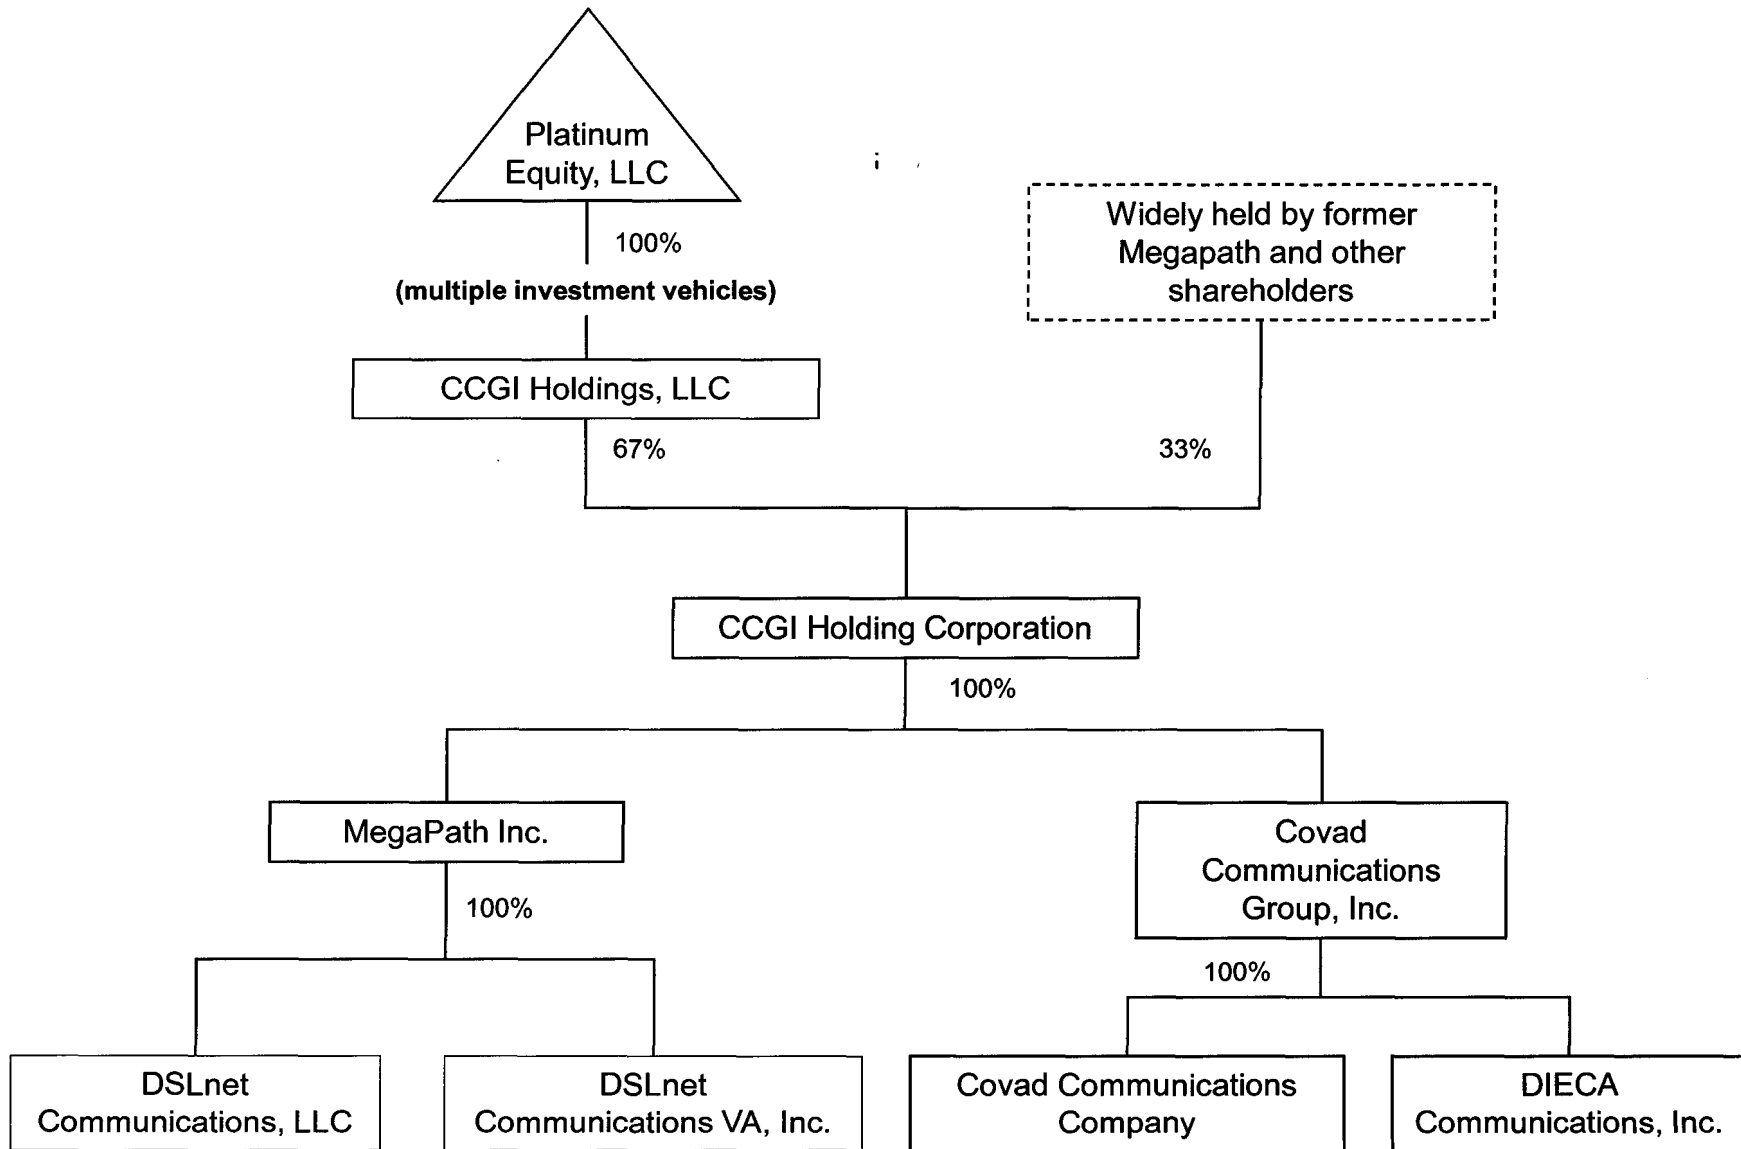 Platinum
Equity, LLC
100%
(multiple investment vehicles)
Widely held by former
Megapath and other
shareholders
CCGI Holdings, LLC
67%
33%
CCGI Holding Corporation
100%
MegaPath Inc.
Covad
Communications
Group, Inc.
100%
100%
DSLnet
Communications, LLC
DSLnet
Communications VA, Inc.
Covad Communications
Company
DIECA
Communications, Inc.